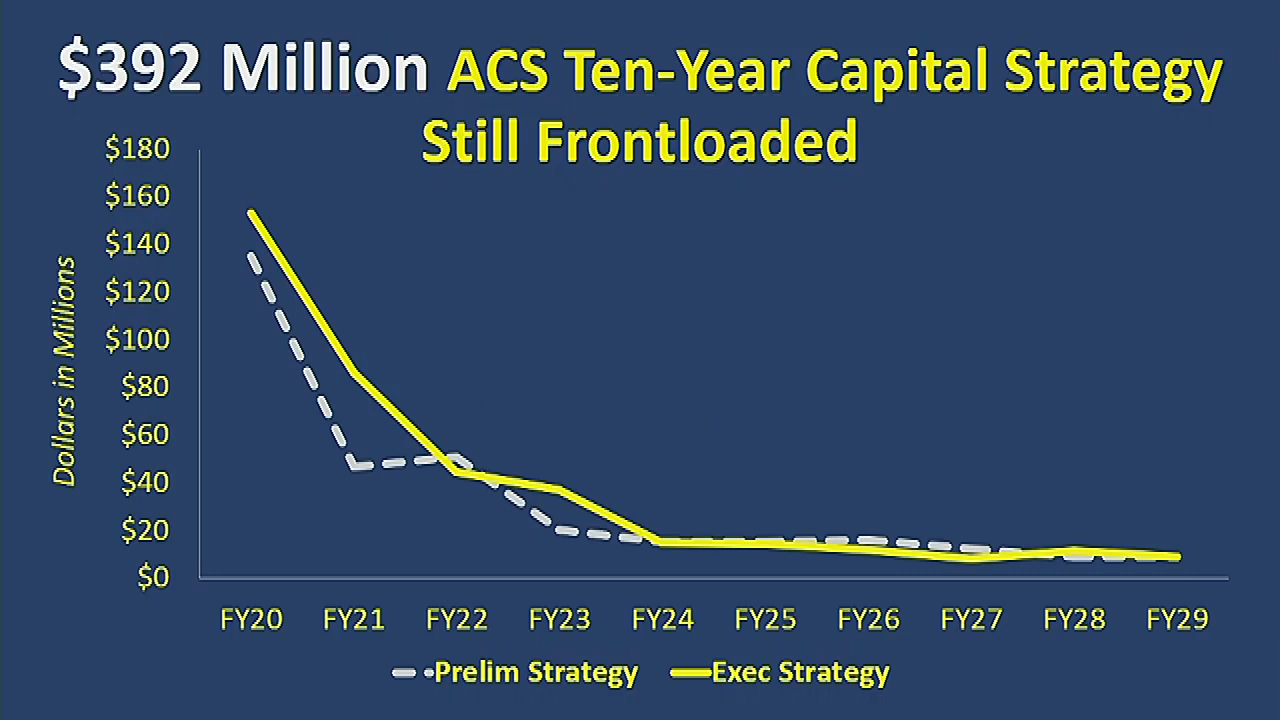 $392 Million ACS Ten-Year Capital Strategy
Still Frontloaded
$180
$160
$140
$120
$100
$80
$60
$40
$20
$0
Dollars in Millions
FY20 FY21 FY22 FY23 FY24 FY25 FY26 FY27 FY28 FY29
Prelim Strategy Exec Strategy